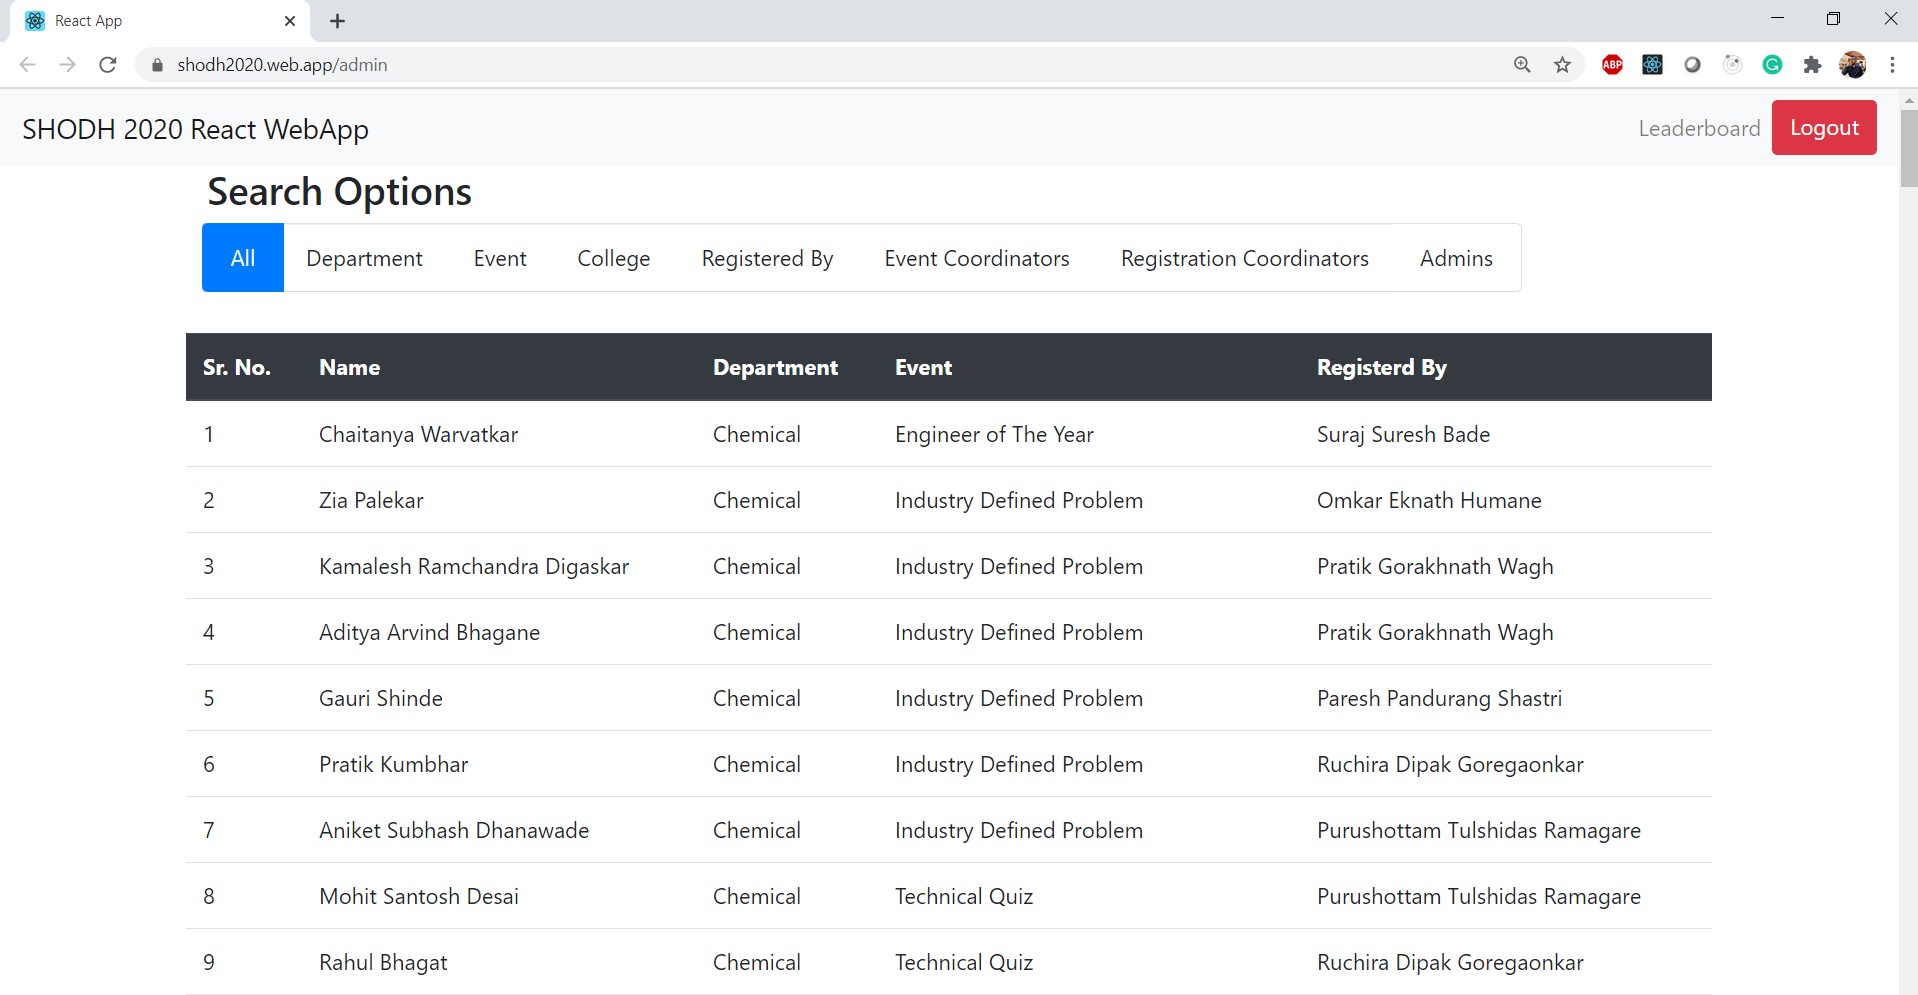 React App
shodh2020.web.app/admin
ABP
SHODH 2020 React WebApp Leaderboard Logout
Search Options
All Department Event College Registered By Event Coordinators Registration Coordinators Admins
Sr. No. Name Department Event Registerd By
1 Chaitanya Warvatkar Chemical Engineer of The Year Suraj Suresh Bade
2 Zia Palekar Chemical Industry Defined Problem Omkar Eknath Humane
3 Kamalesh Ramchandra Digaskar Chemical Industry Defined Problem Pratik Gorakhnath Wagh
4 Aditya Arvind Bhagane Chemical Industry Defined Problem Pratik Gorakhnath Wagh
5 Gauri Shinde Chemical Industry Defined Problem Paresh Pandurang Shastri
6 Pratik Kumbhar Chemical Industry Defined Problem Ruchira Dipak Goregaonkar
7 Aniket Subhash Dhanawade Chemical Industry Defined Problem Purushottam Tulshidas Ramagare
8 Mohit Santosh Desai Chemical Technical Quiz Purushottam Tulshidas Ramagare
9 Rahul Bhagat Chemical Technical Quiz Ruchira Dipak Goregaonkar